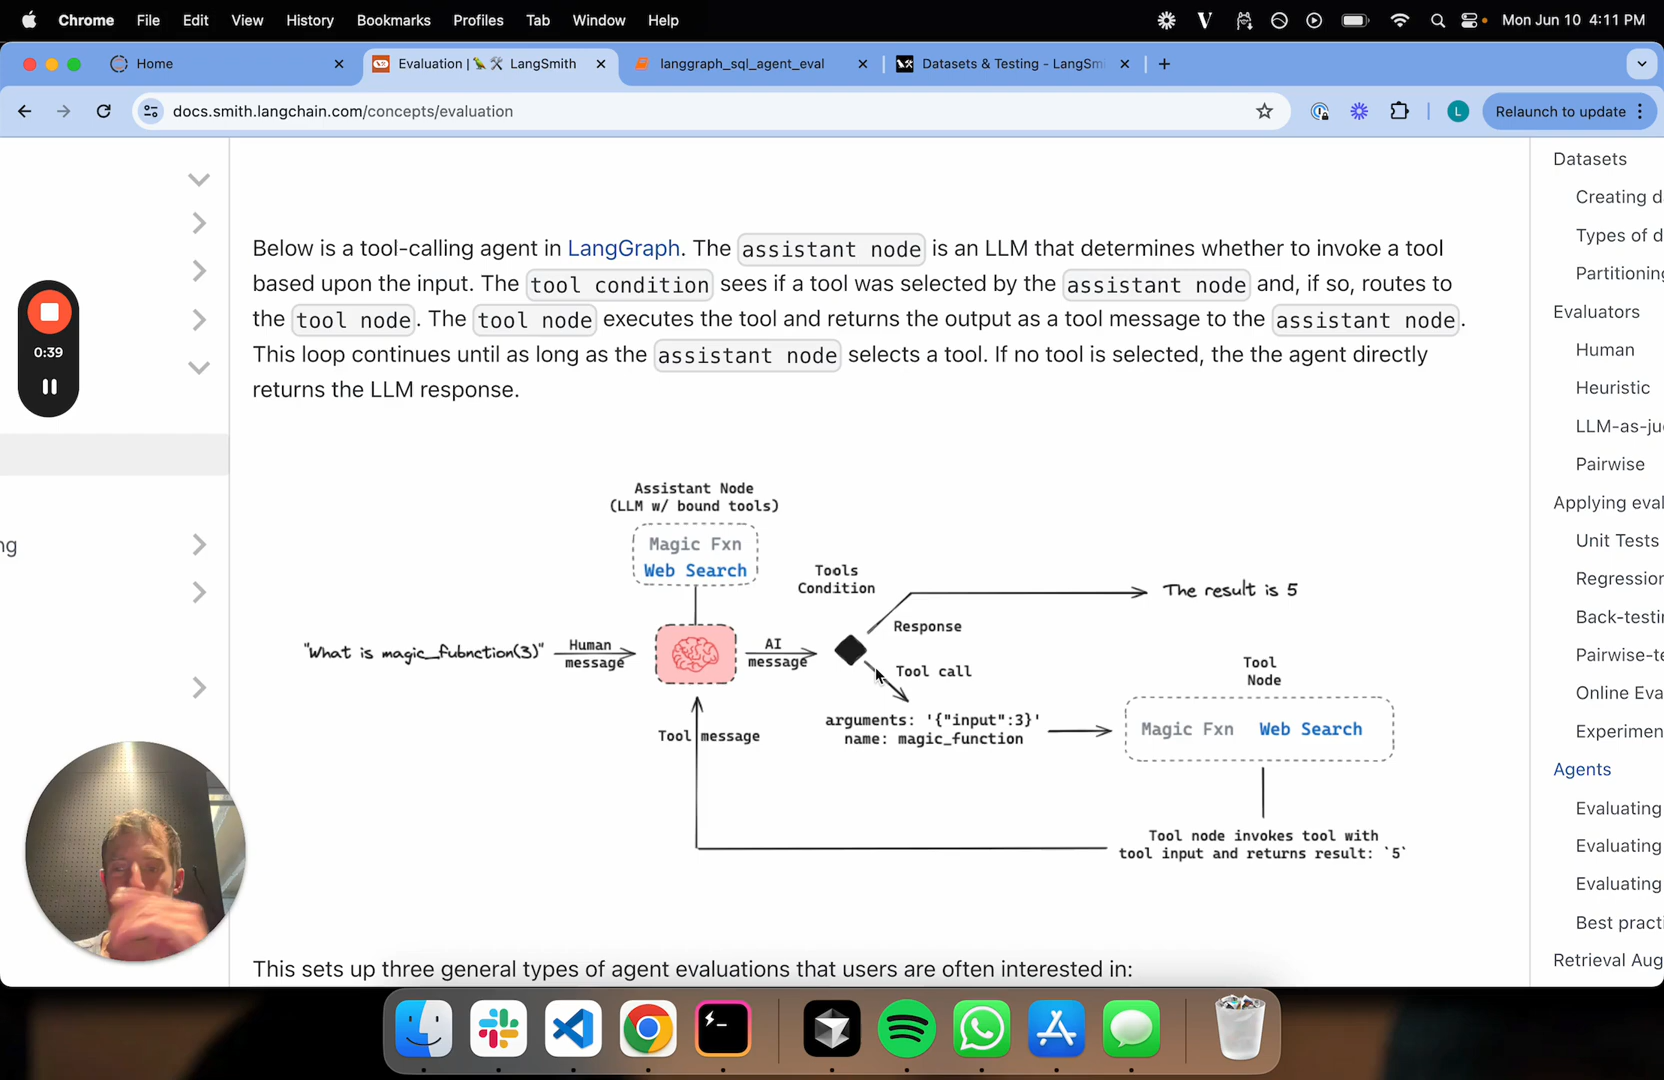 Chrome File Edit View History Bookmarks Profiles Tab Window Help
V
Mon Jun 10 4:11 PM
Home
Evaluation | LangSmith
langgraph_sql_agent_eval
Datasets & Testing - LangSm
docs.smith.langchain.com/concepts/evaluation
L
Relaunch to update
0:39
ng
Below is a tool-calling agent in LangGraph. The assistant node is an LLM that determines whether to invoke a tool
based upon the input. The tool condition sees if a tool was selected by the assistant node and, if so, routes to
the tool node. The tool node executes the tool and returns the output as a tool message to the assistant node.
This loop continues until as long as the assistant node selects a tool. If no tool is selected, the the agent directly
returns the LLM response.
Assistant Node
(LLM w/ bound tools)
Magic Fxn
Web Search
Tools
Condition
The result is 5
Response
"What is magic_fubnction(3)"
Human
message
AI
message
Tool call
Tool
Node
arguments: '{"input":3}'
name: magic_function
Magic Fxn Web Search
Tool message
Tool node invokes tool with
tool input and returns result: `5`
This sets up three general types of agent evaluations that users are often interested in:
Datasets
Creating d
Types of d
Partitioning
Evaluators
Human
Heuristic
LLM-as-ju
Pairwise
Applying eval
Unit Tests
Regression
Back-testin
Pairwise-te
Online Eva
Experimen
Agents
Evaluating
Evaluating
Evaluating
Best practi
Retrieval Aug